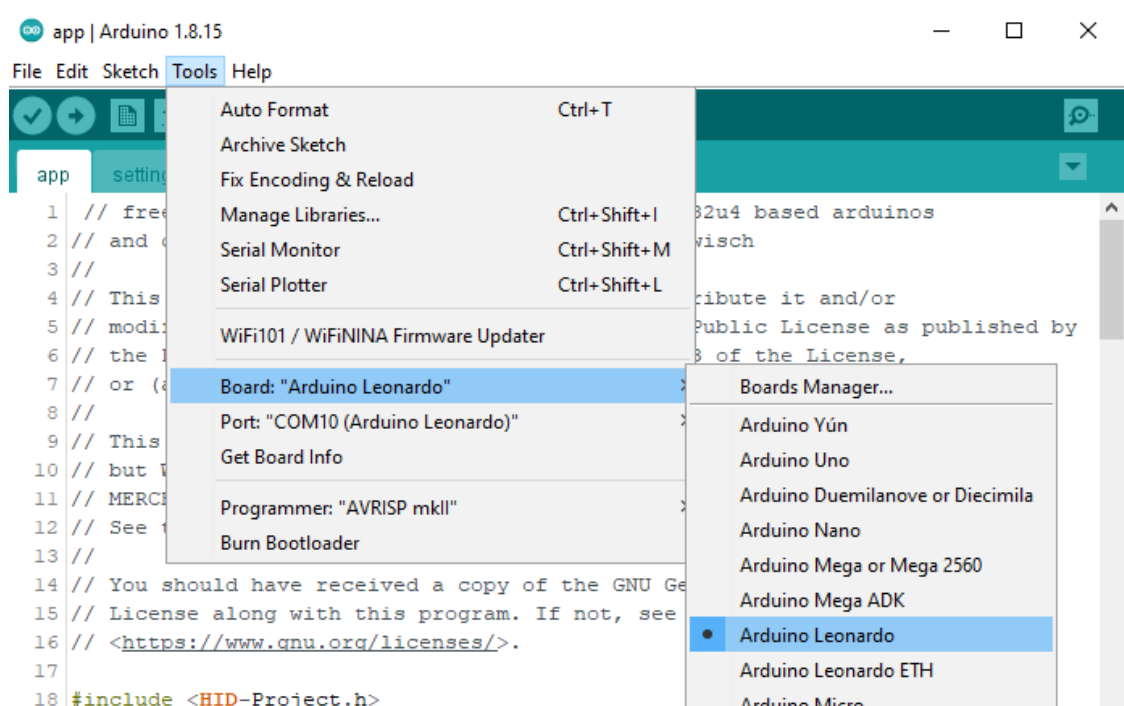 app | Arduino 1.8.15
File Edit Sketch Tools Help
Auto Format Ctrl+T
Archive Sketch
Fix Encoding & Reload
Manage Libraries... Ctrl+Shift+I
Serial Monitor Ctrl+Shift+M
Serial Plotter Ctrl+Shift+L
WiFi101 / WiFiNINA Firmware Updater
Board: "Arduino Leonardo"
Port: "COM10 (Arduino Leonardo)"
Get Board Info
Programmer: "AVRISP mkII"
Burn Bootloader
Boards Manager...
Arduino Yún
Arduino Uno
Arduino Duemilanove or Diecimila
Arduino Nano
Arduino Mega or Mega 2560
Arduino Mega ADK
Arduino Leonardo
Arduino Leonardo ETH
Arduino Micro
app
1 // 32u4 based arduinos
2 // and
3 //
4 // This it and/or
5 // Public License as published by
6 // the 3 of the License,
7 // or
8 //
9 // This
10 // but
11 //
12 // See
13 //
14 // You should have received a copy of the GNU
15 // License along with this program. If not, see
16 // <https://www.gnu.org/licenses/>.
17
18 #include <HID-Project.h>